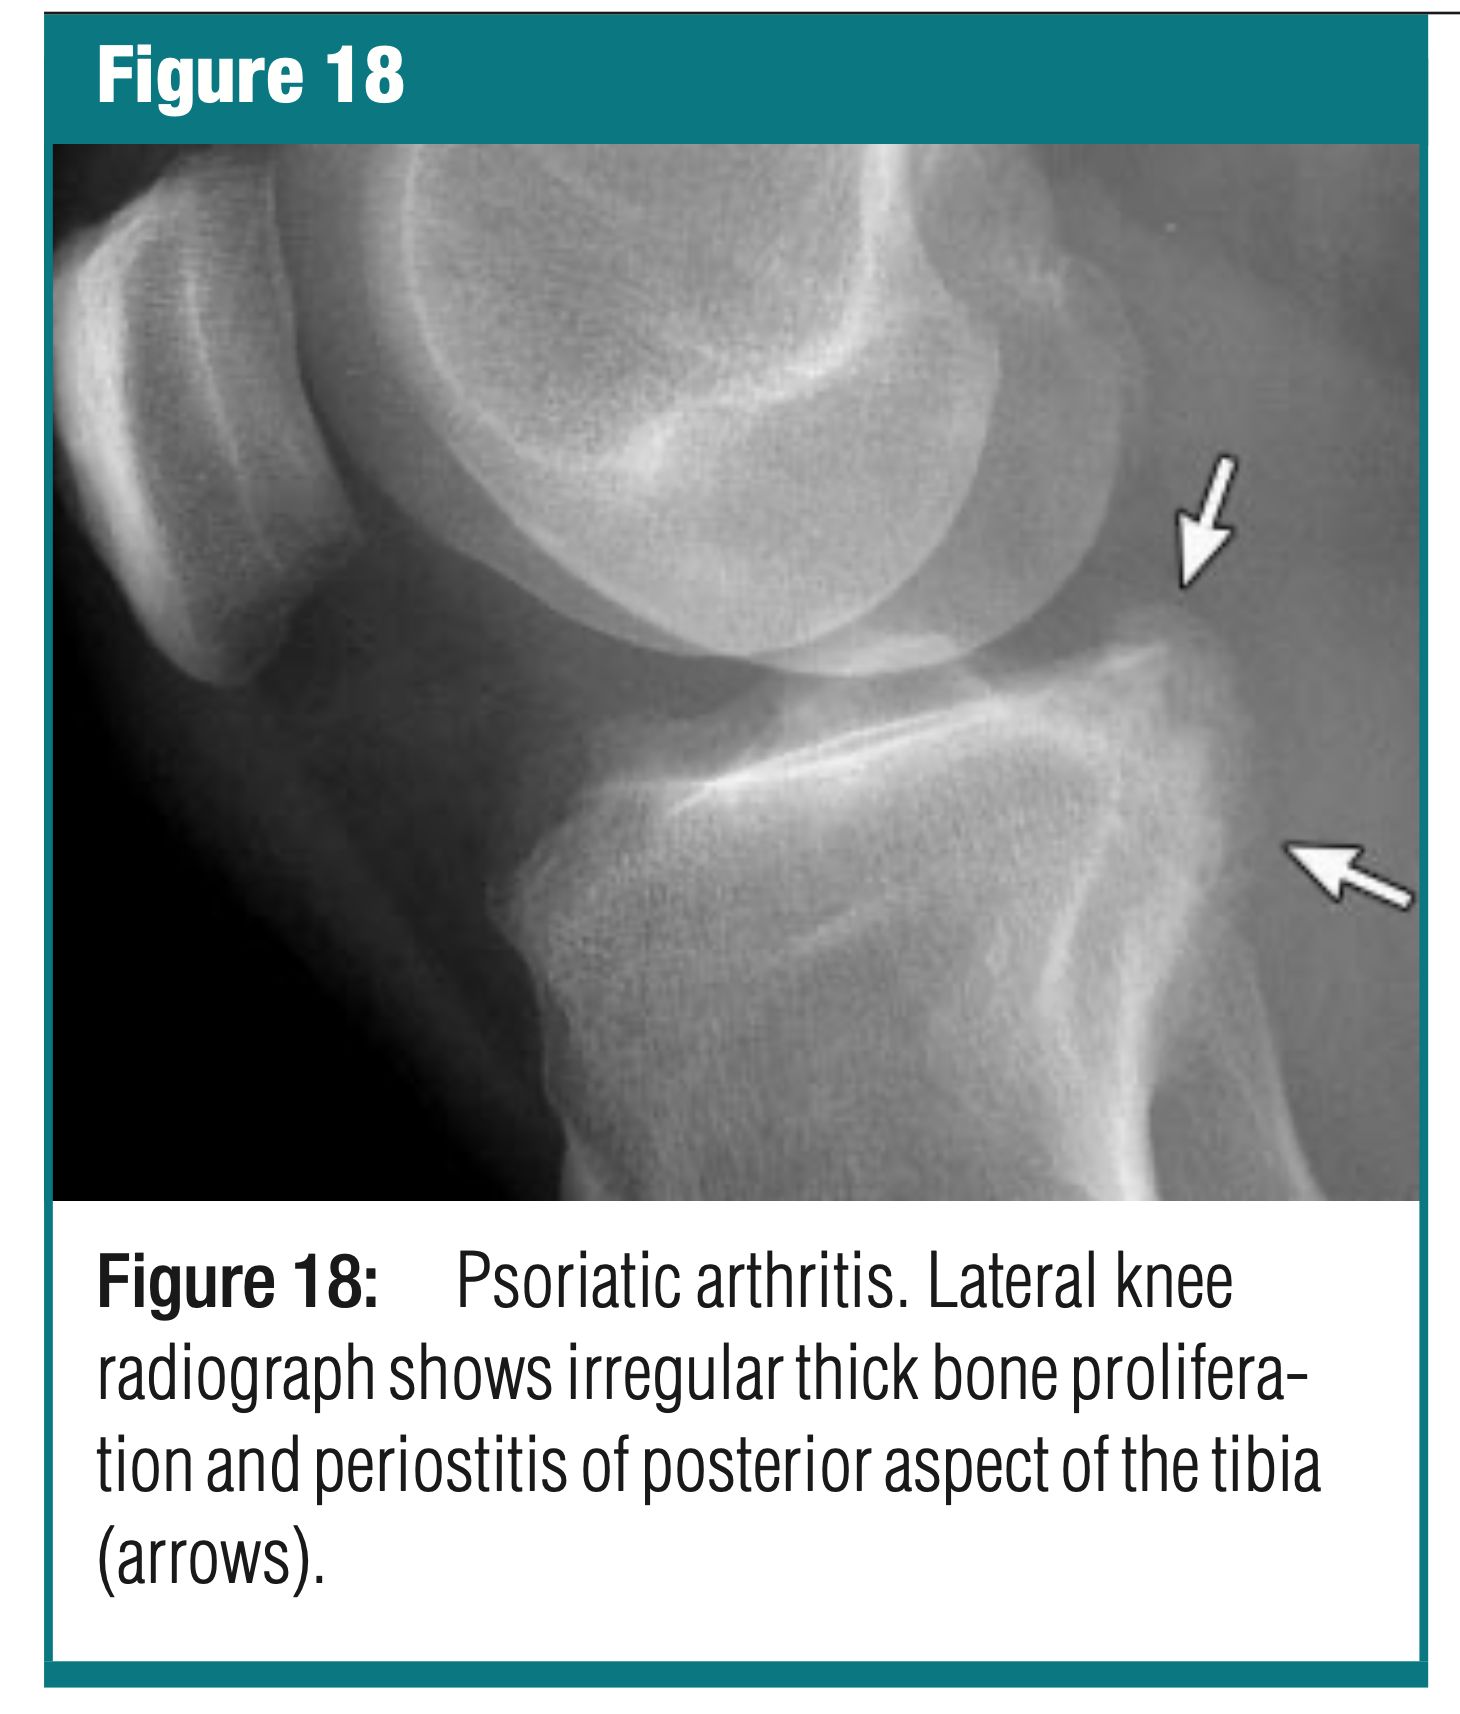 Figure 18
Figure 18: Psoriatic arthritis. Lateral knee
radiograph shows irregular thick bone prolifera-
tion and periostitis of posterior aspect of the tibia
(arrows).